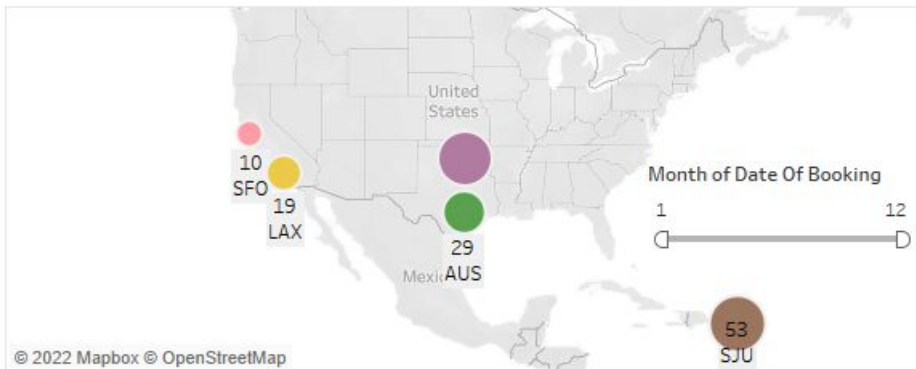 United
States
10
SFO
19
LAX
Month of Date Of Booking
1 12
29
AUS
53
SJU
© 2022 Mapbox © OpenStreetMap